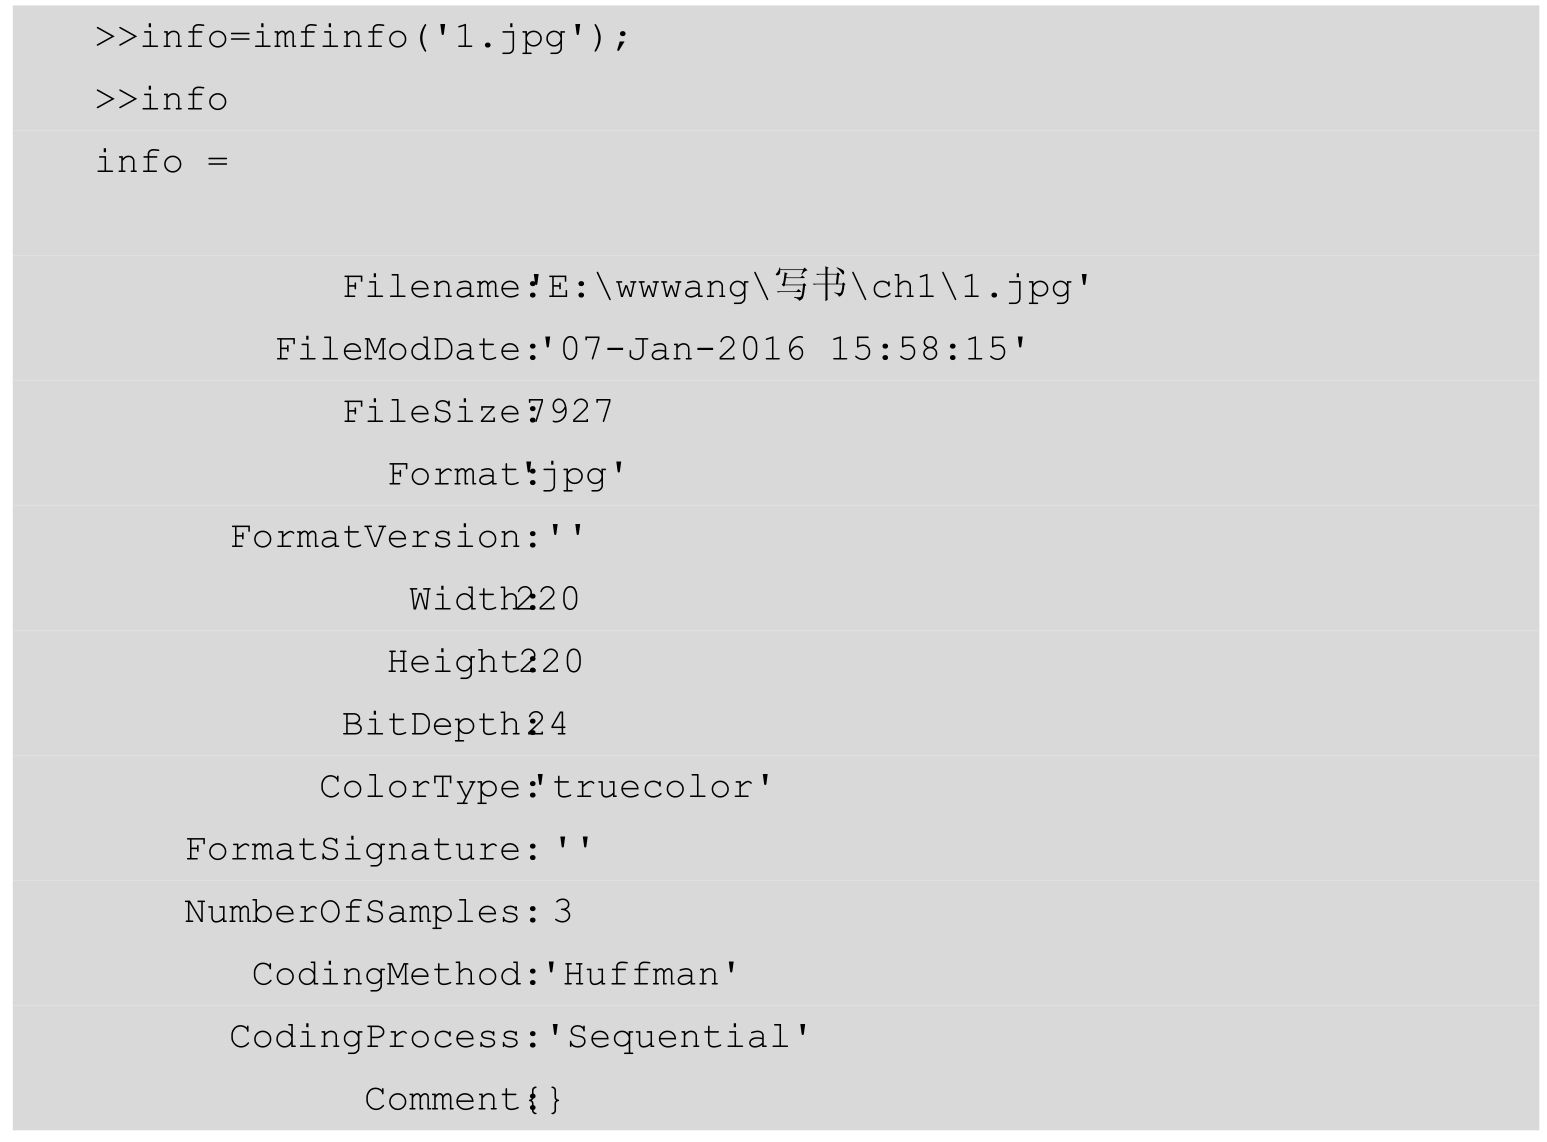 >>info=imfinfo('1.jpg');
>>info
info =
Filename:'E:\wwwang\写书\ch1\1.jpg'
FileModDate:'07-Jan-2016 15:58:15'
FileSize:7927
Format:'jpg'
FormatVersion:''
Width:220
Height:220
BitDepth:24
ColorType:'truecolor'
FormatSignature:''
NumberOfSamples:3
CodingMethod:'Huffman'
CodingProcess:'Sequential'
Comment:{}